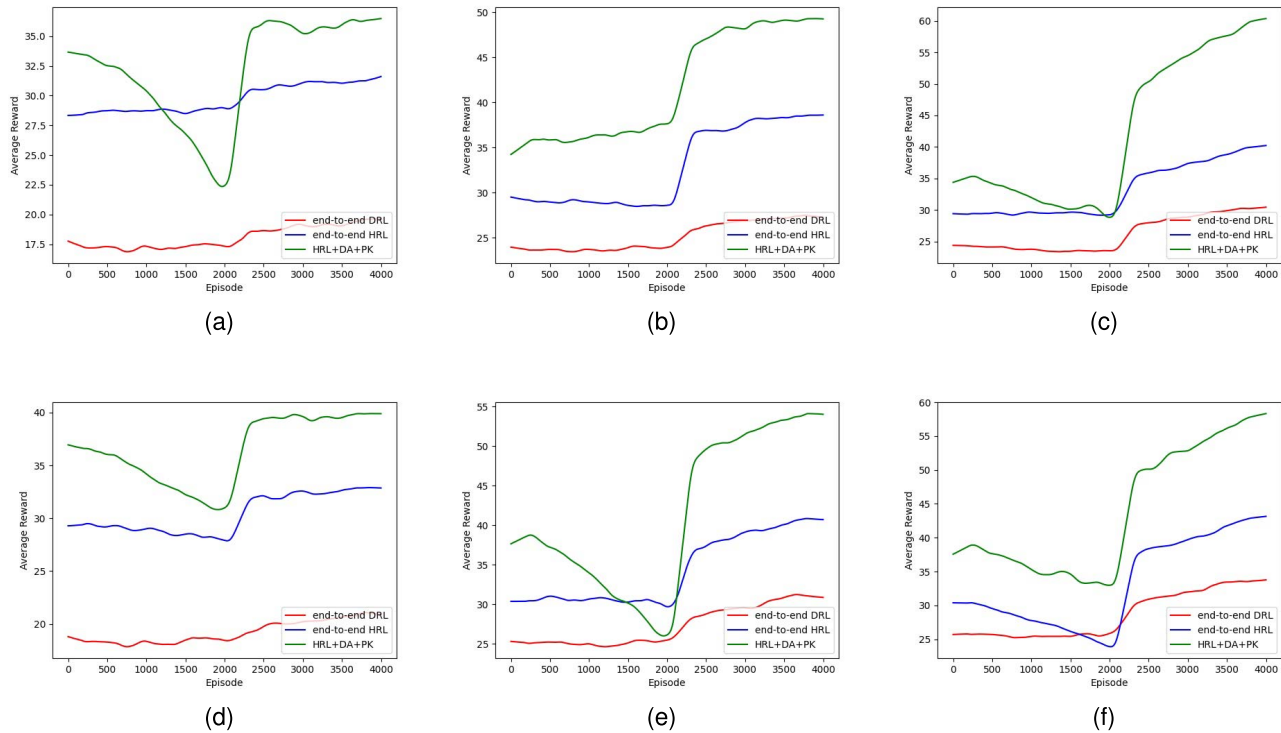 35.0
32.5
30.0
27.5
25.0
22.5
20.0
17.5
Average Reward
end-to-end DRL
end-to-end HRL
HRL+DA+PK
0 500 1000 1500 2000 2500 3000 3500 4000
Episode
(a)
50
45
40
35
30
25
Average Reward
end-to-end DRL
end-to-end HRL
HRL+DA+PK
0 500 1000 1500 2000 2500 3000 3500 4000
Episode
(b)
60
55
50
45
40
35
30
25
Average Reward
end-to-end DRL
end-to-end HRL
HRL+DA+PK
0 500 1000 1500 2000 2500 3000 3500 4000
Episode
(c)
40
35
30
25
20
Average Reward
end-to-end DRL
end-to-end HRL
HRL+DA+PK
0 500 1000 1500 2000 2500 3000 3500 4000
Episode
(d)
55
50
45
40
35
30
25
Average Reward
end-to-end DRL
end-to-end HRL
HRL+DA+PK
0 500 1000 1500 2000 2500 3000 3500 4000
Episode
(e)
60
55
50
45
40
35
30
25
Average Reward
end-to-end DRL
end-to-end HRL
HRL+DA+PK
0 500 1000 1500 2000 2500 3000 3500 4000
Episode
(f)